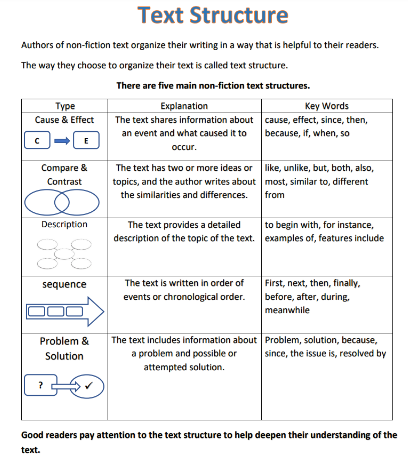 Text Structure
Authors of non-fiction text organize their writing in a way that is helpful to their readers.
The way they choose to organize their text is called text structure.
There are five main non-fiction text structures.
Type
Explanation
Key Words
Cause & Effect
C
E
The text shares information about
an event and what caused it to
occur.
cause, effect, since, then,
because, if, when, so
Compare &
Contrast
The text has two or more ideas or
topics, and the author writes about
the similarities and differences.
like, unlike, but, both, also,
most, similar to, different
from
Description
The text provides a detailed
description of the topic of the text.
to begin with, for instance,
examples of, features include
sequence
The text is written in order of
events or chronological order.
First, next, then, finally,
before, after, during,
meanwhile
Problem &
Solution
? ✓
The text includes information about
a problem and possible or
attempted solution.
Problem, solution, because,
since, the issue is, resolved by
Good readers pay attention to the text structure to help deepen their understanding of the
text.